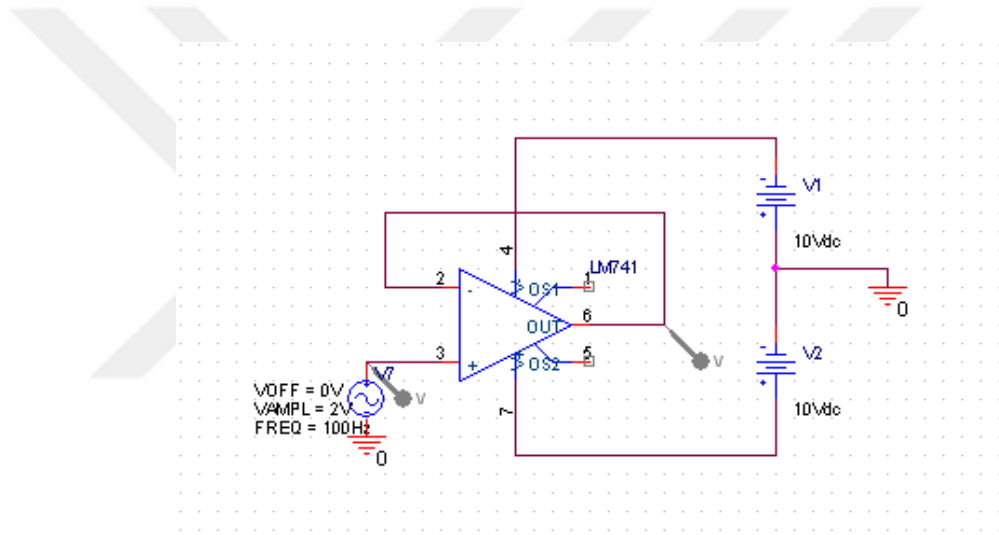 V1
10Vdc
4
LM741
2
-
OS1
1
0
OUT
6
3
+
OS2
5
V
V2
V7
VOFF = 0V
VAMPL = 2V
FREQ = 100Hz
V
10Vdc
7
0